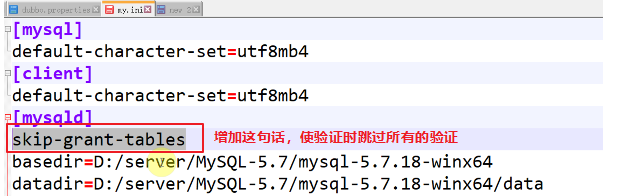 dubbo.properties my.ini new 2
[mysql]
default-character-set=utf8mb4
[client]
default-character-set=utf8mb4
[mysqld]
skip-grant-tables 增加这句话，使验证时跳过所有的验证
basedir=D:/server/MySQL-5.7/mysql-5.7.18-winx64
datadir=D:/server/MySQL-5.7/mysql-5.7.18-winx64/data